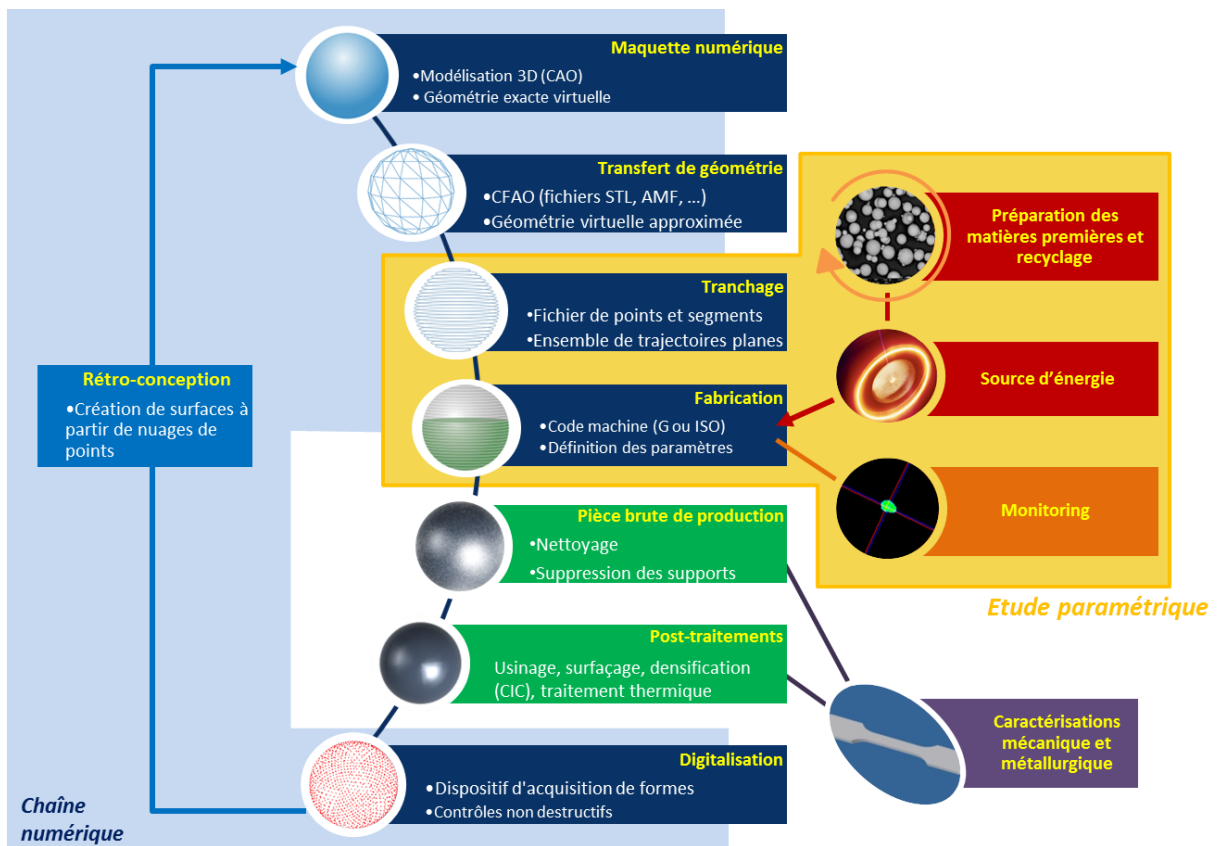 Maquette numérique
•Modélisation 3D (CAO)
• Géométrie exacte virtuelle
Transfert de géométrie
•CFAO (fichiers STL, AMF, ...)
•Géométrie virtuelle approximée
Préparation des
matières premières et
recyclage
Tranchage
•Fichier de points et segments
•Ensemble de trajectoires planes
Source d'énergie
Rétro-conception
•Création de surfaces à
partir de nuages de
points
Fabrication
•Code machine (G ou ISO)
•Définition des paramètres
Monitoring
Pièce brute de production
•Nettoyage
•Suppression des supports
Etude paramétrique
Post-traitements
Usinage, surfaçage, densification
(CIC), traitement thermique
Caractérisations
mécanique et
métallurgique
Digitalisation
•Dispositif d'acquisition de formes
•Contrôles non destructifs
Chaîne
numérique